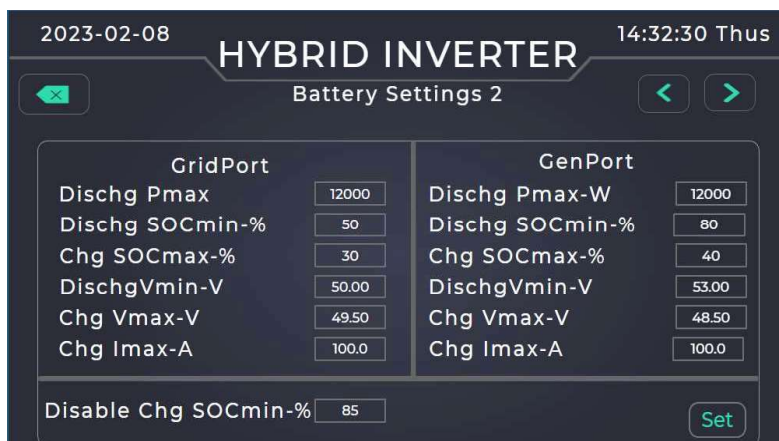 2023-02-08
HYBRID INVERTER
14:32:30 Thus
Battery Settings 2
GridPort
Dischg Pmax 12000
Dischg SOCmin-% 50
Chg SOCmax-% 30
DischgVmin-V 50.00
Chg Vmax-V 49.50
Chg Imax-A 100.0
GenPort
Dischg Pmax-W 12000
Dischg SOCmin-% 80
Chg SOCmax-% 40
DischgVmin-V 53.00
Chg Vmax-V 48.50
Chg Imax-A 100.0
Disable Chg SOCmin-% 85
Set